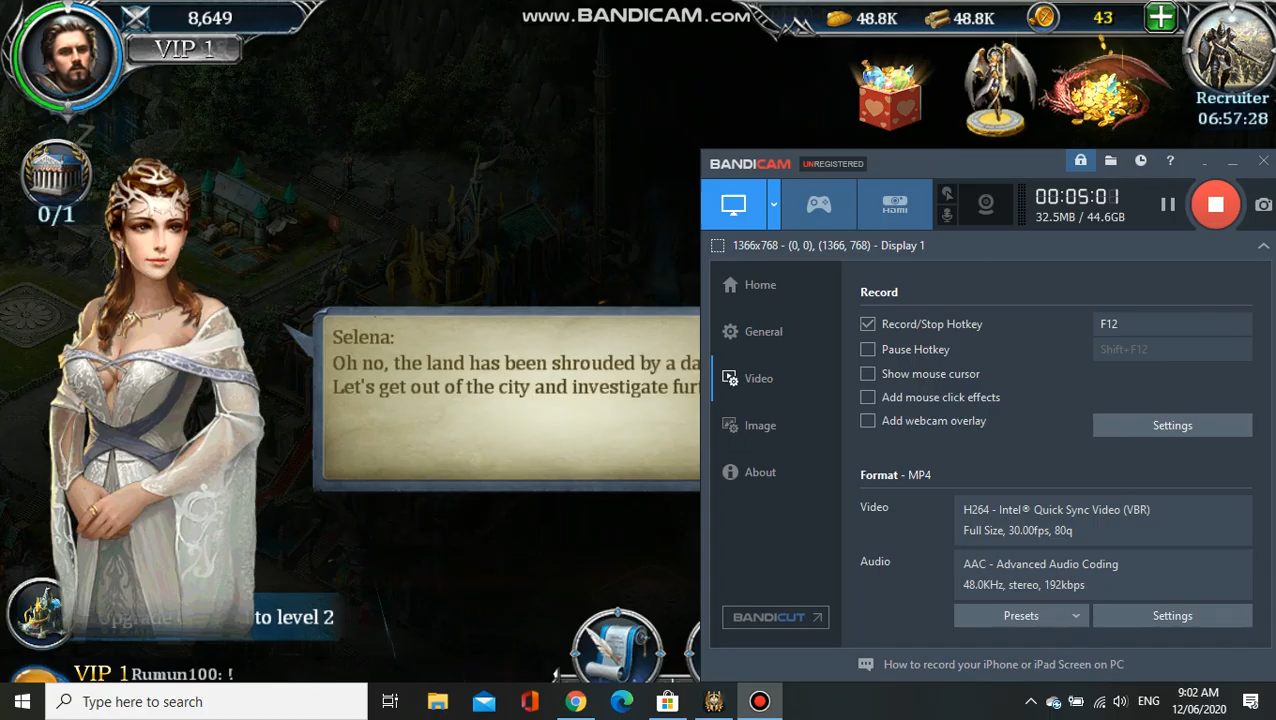 8,649
www.BANDICAM.com
48.8K
48.8K
43
VIP 1
Recruiter
06:57:28
0/1
BANDICAM UNREGISTERED
00:05:01
32.5MB / 44.6GB
HDMI
1366x768 - (0, 0), (1366, 768) - Display 1
Home
General
Video
Image
About
BANDICUT
Record
Record/Stop Hotkey
F12
Pause Hotkey
Shift+F12
Show mouse cursor
Add mouse click effects
Add webcam overlay
Settings
Format - MP4
Video
H264 - Intel® Quick Sync Video (VBR)
Full Size, 30.00fps, 80q
Audio
AAC - Advanced Audio Coding
48.0KHz, stereo, 192kbps
Presets
Settings
How to record your iPhone or iPad Screen on PC
Selena:
Oh no, the land has been shrouded by a da
Let's get out of the city and investigate fur
to level 2
VIP 1 Rumun100: !
Type here to search
ENG
9:02 AM
12/06/2020